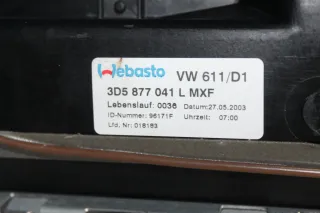 Webasto VW 611/D1
3D5 877 041 L MXF
Lebenslauf: 0036 Datum:27.05.2003
ID-Nummer: 96171F Uhrzeit: 07:00
Lfd Nr: 018193